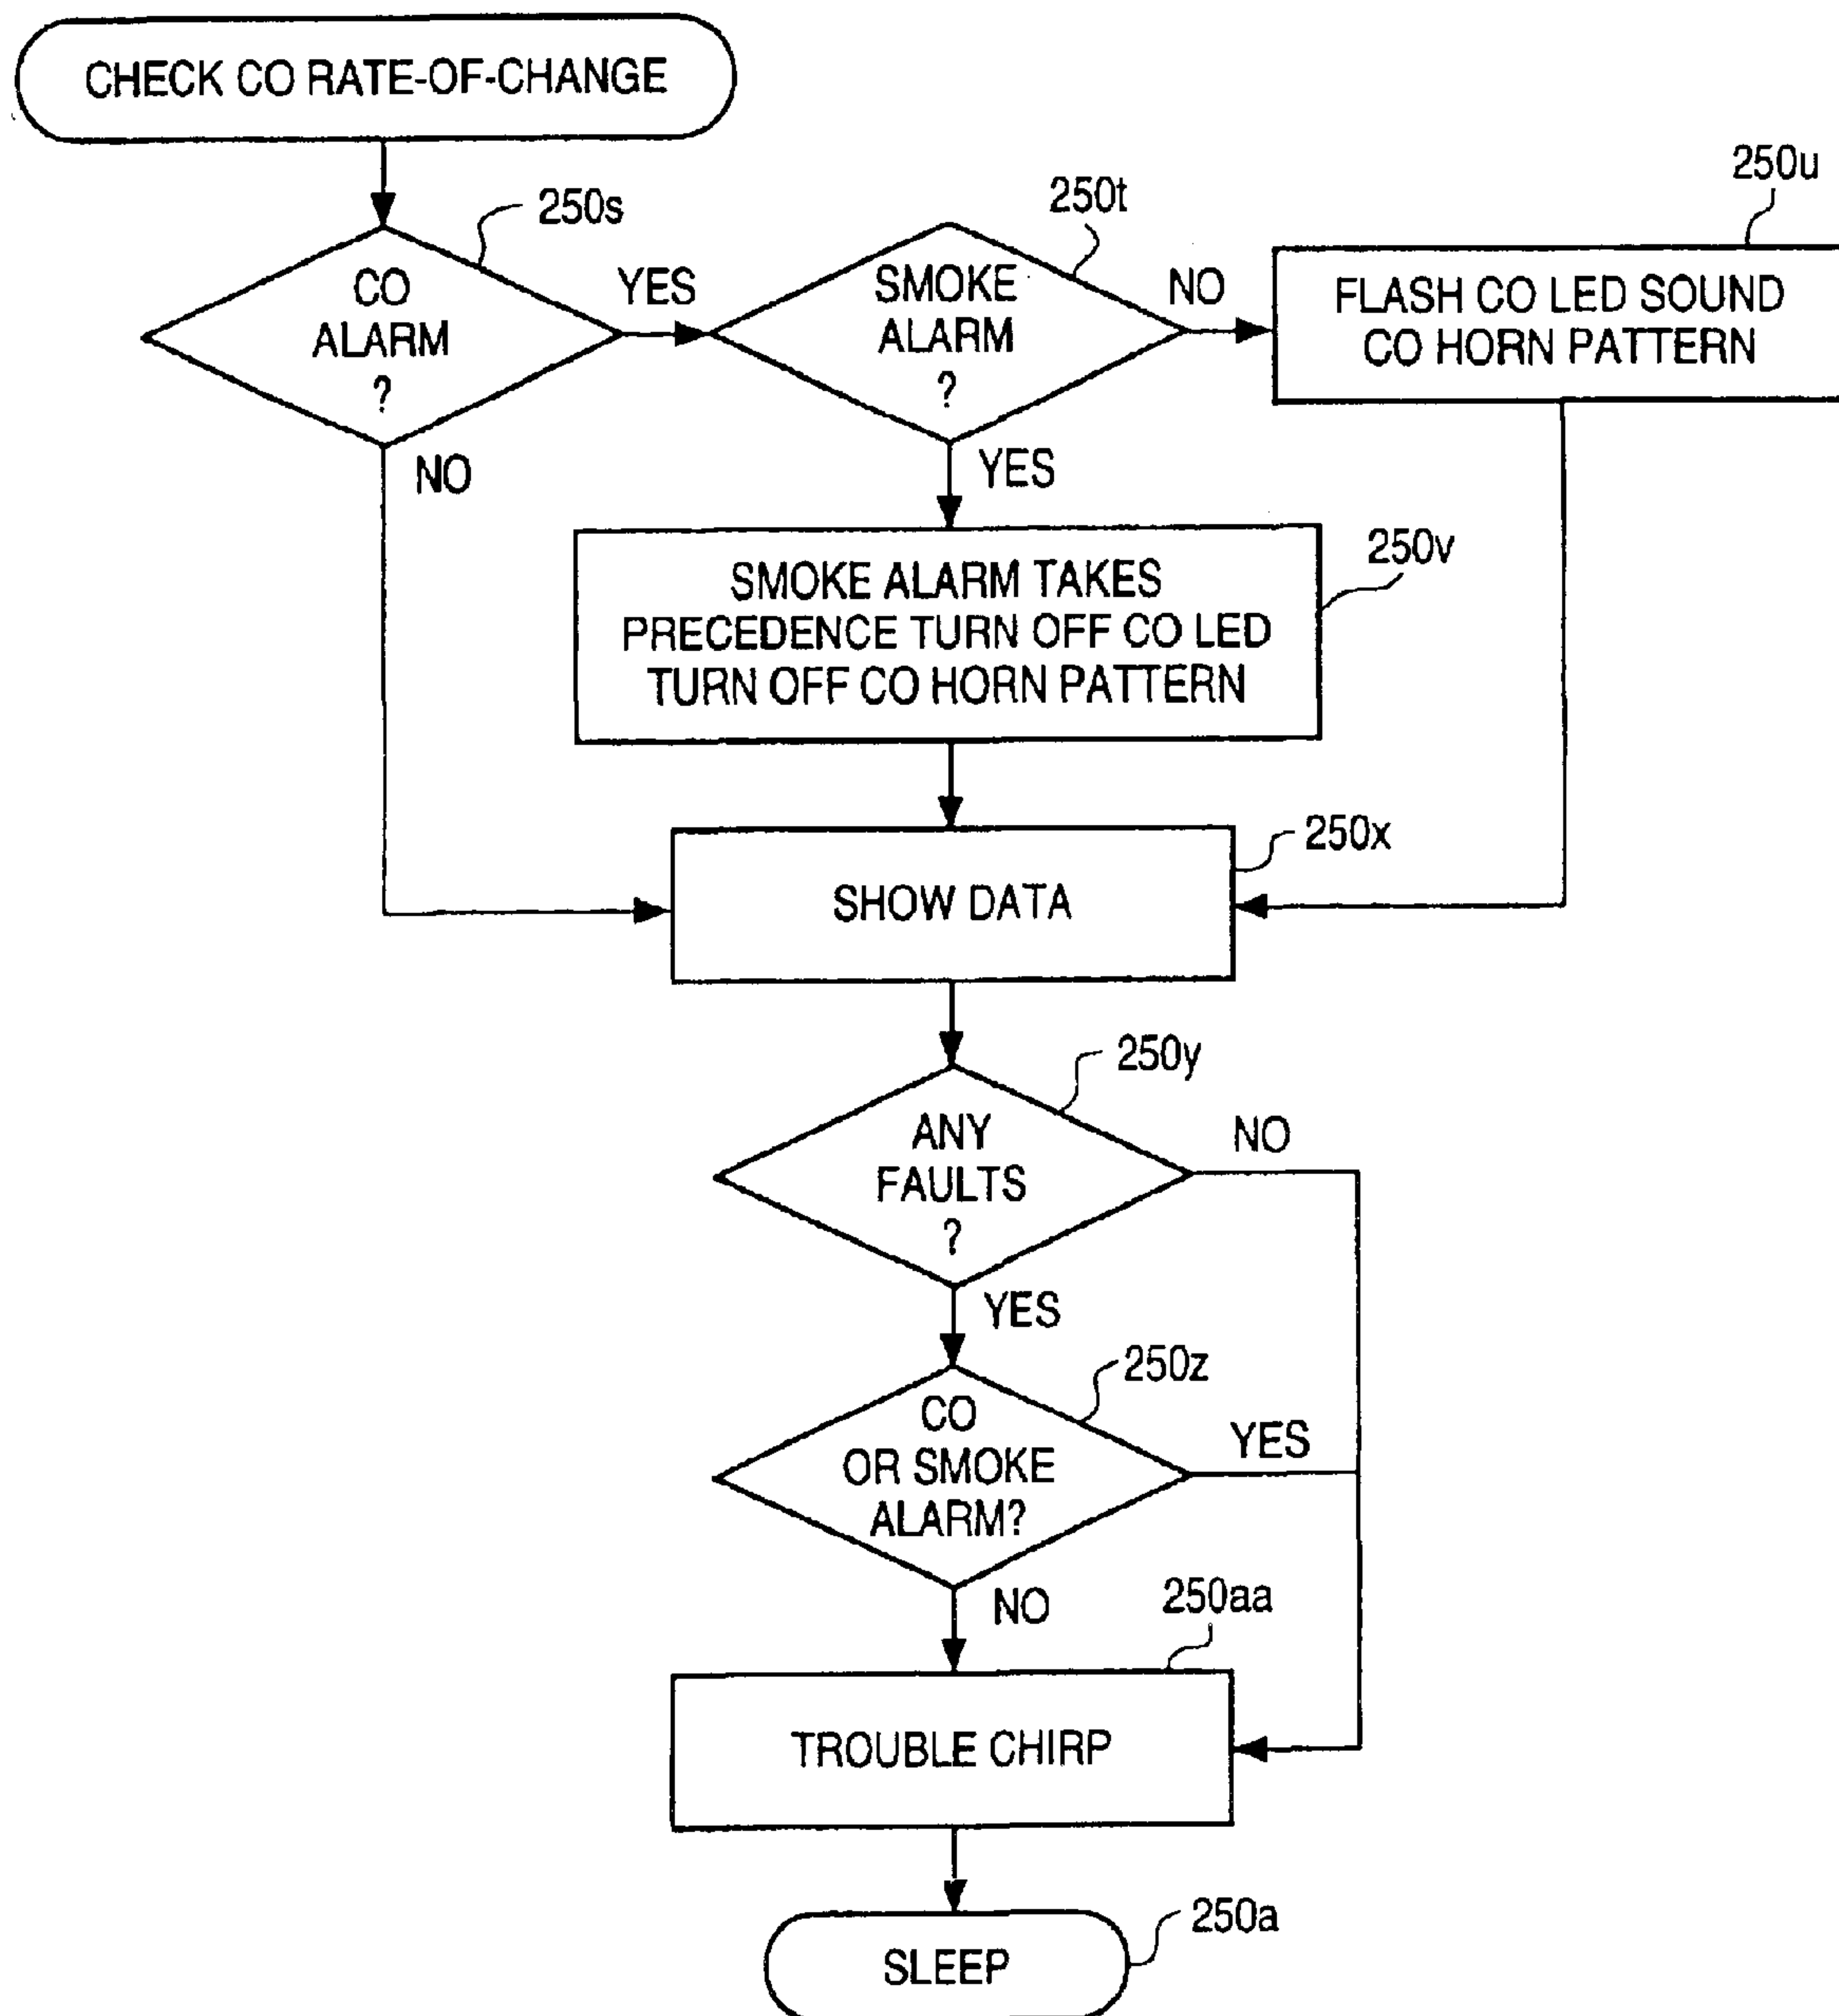 CHECK CO RATE-OF-CHANGE
250s
CO
ALARM
?
YES
NO
250t
SMOKE
ALARM
?
NO
YES
250u
FLASH CO LED SOUND
CO HORN PATTERN
250v
SMOKE ALARM TAKES
PRECEDENCE TURN OFF CO LED
TURN OFF CO HORN PATTERN
250x
SHOW DATA
250y
ANY
FAULTS
?
NO
YES
250z
CO
OR SMOKE
ALARM?
YES
NO
250aa
TROUBLE CHIRP
250a
SLEEP